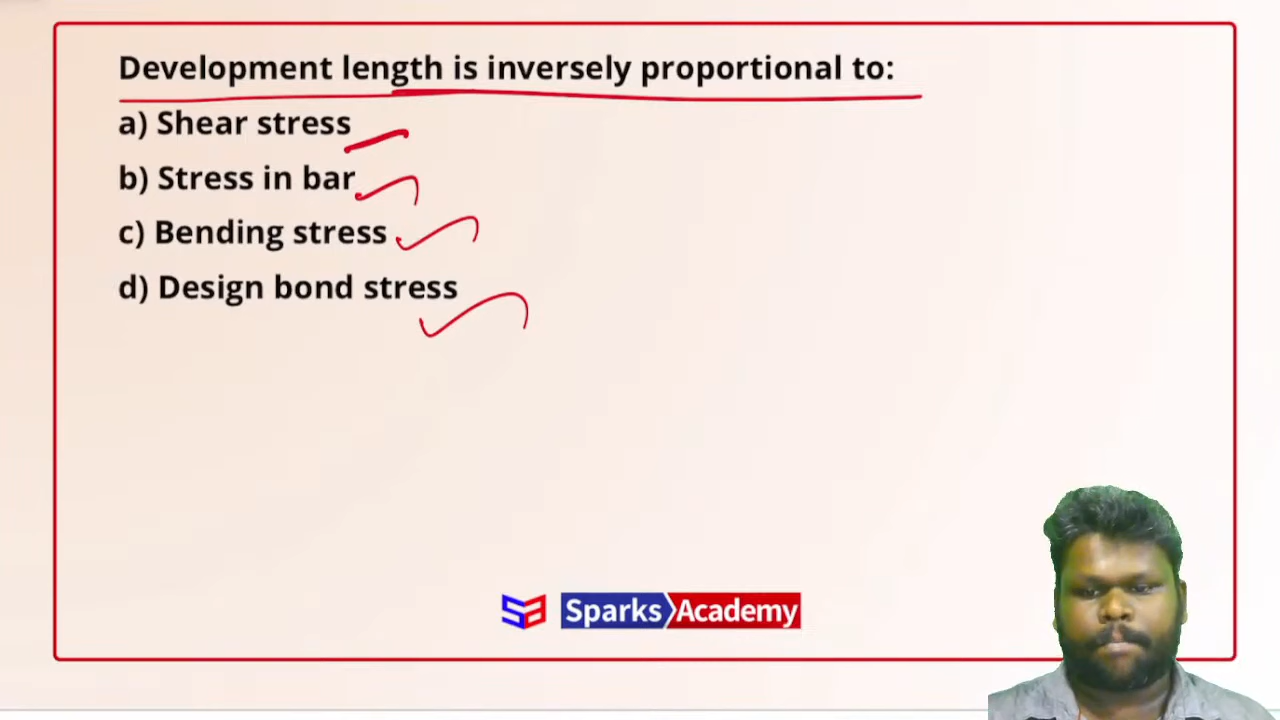 Development length is inversely proportional to:
a) Shear stress
b) Stress in bar
c) Bending stress
d) Design bond stress
Sparks Academy